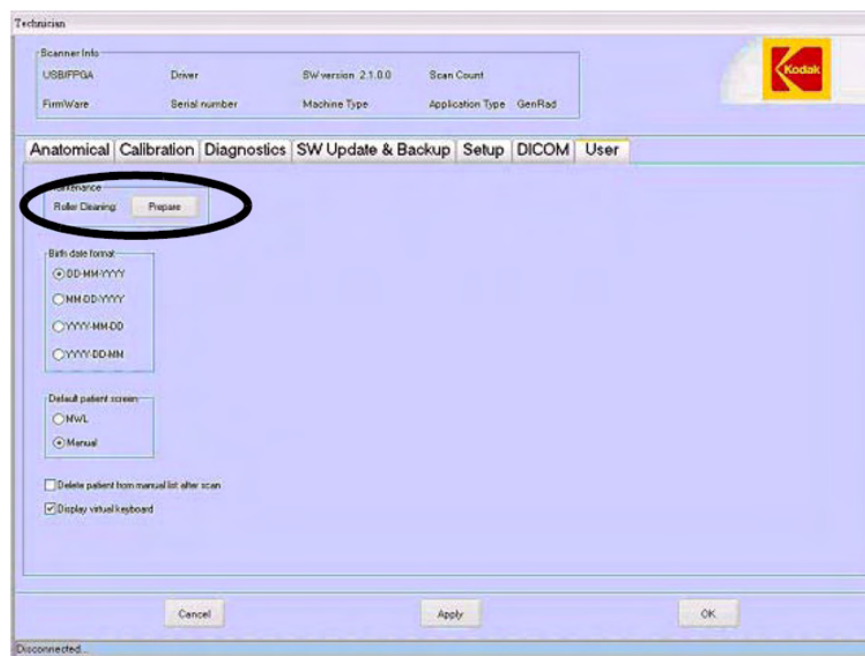 Technician
Scanner Info
USB/FPGA Driver SW version 2.1.0.0 Scan Count
FirmWare Serial number Machine Type Application Type GenRad
Kodak
Anatomical Calibration Diagnostics SW Update & Backup Setup DICOM User
Maintenance
Roller Cleaning: Prepare
Birth date format
DD-MM-YYYY
MM-DD-YYYY
YYYY-MM-DD
YYYY-DD-MM
Default patient screen
MWL
Manual
Delete patient from manual list after scan
Display virtual keyboard
Cancel Apply OK
Disconnected...